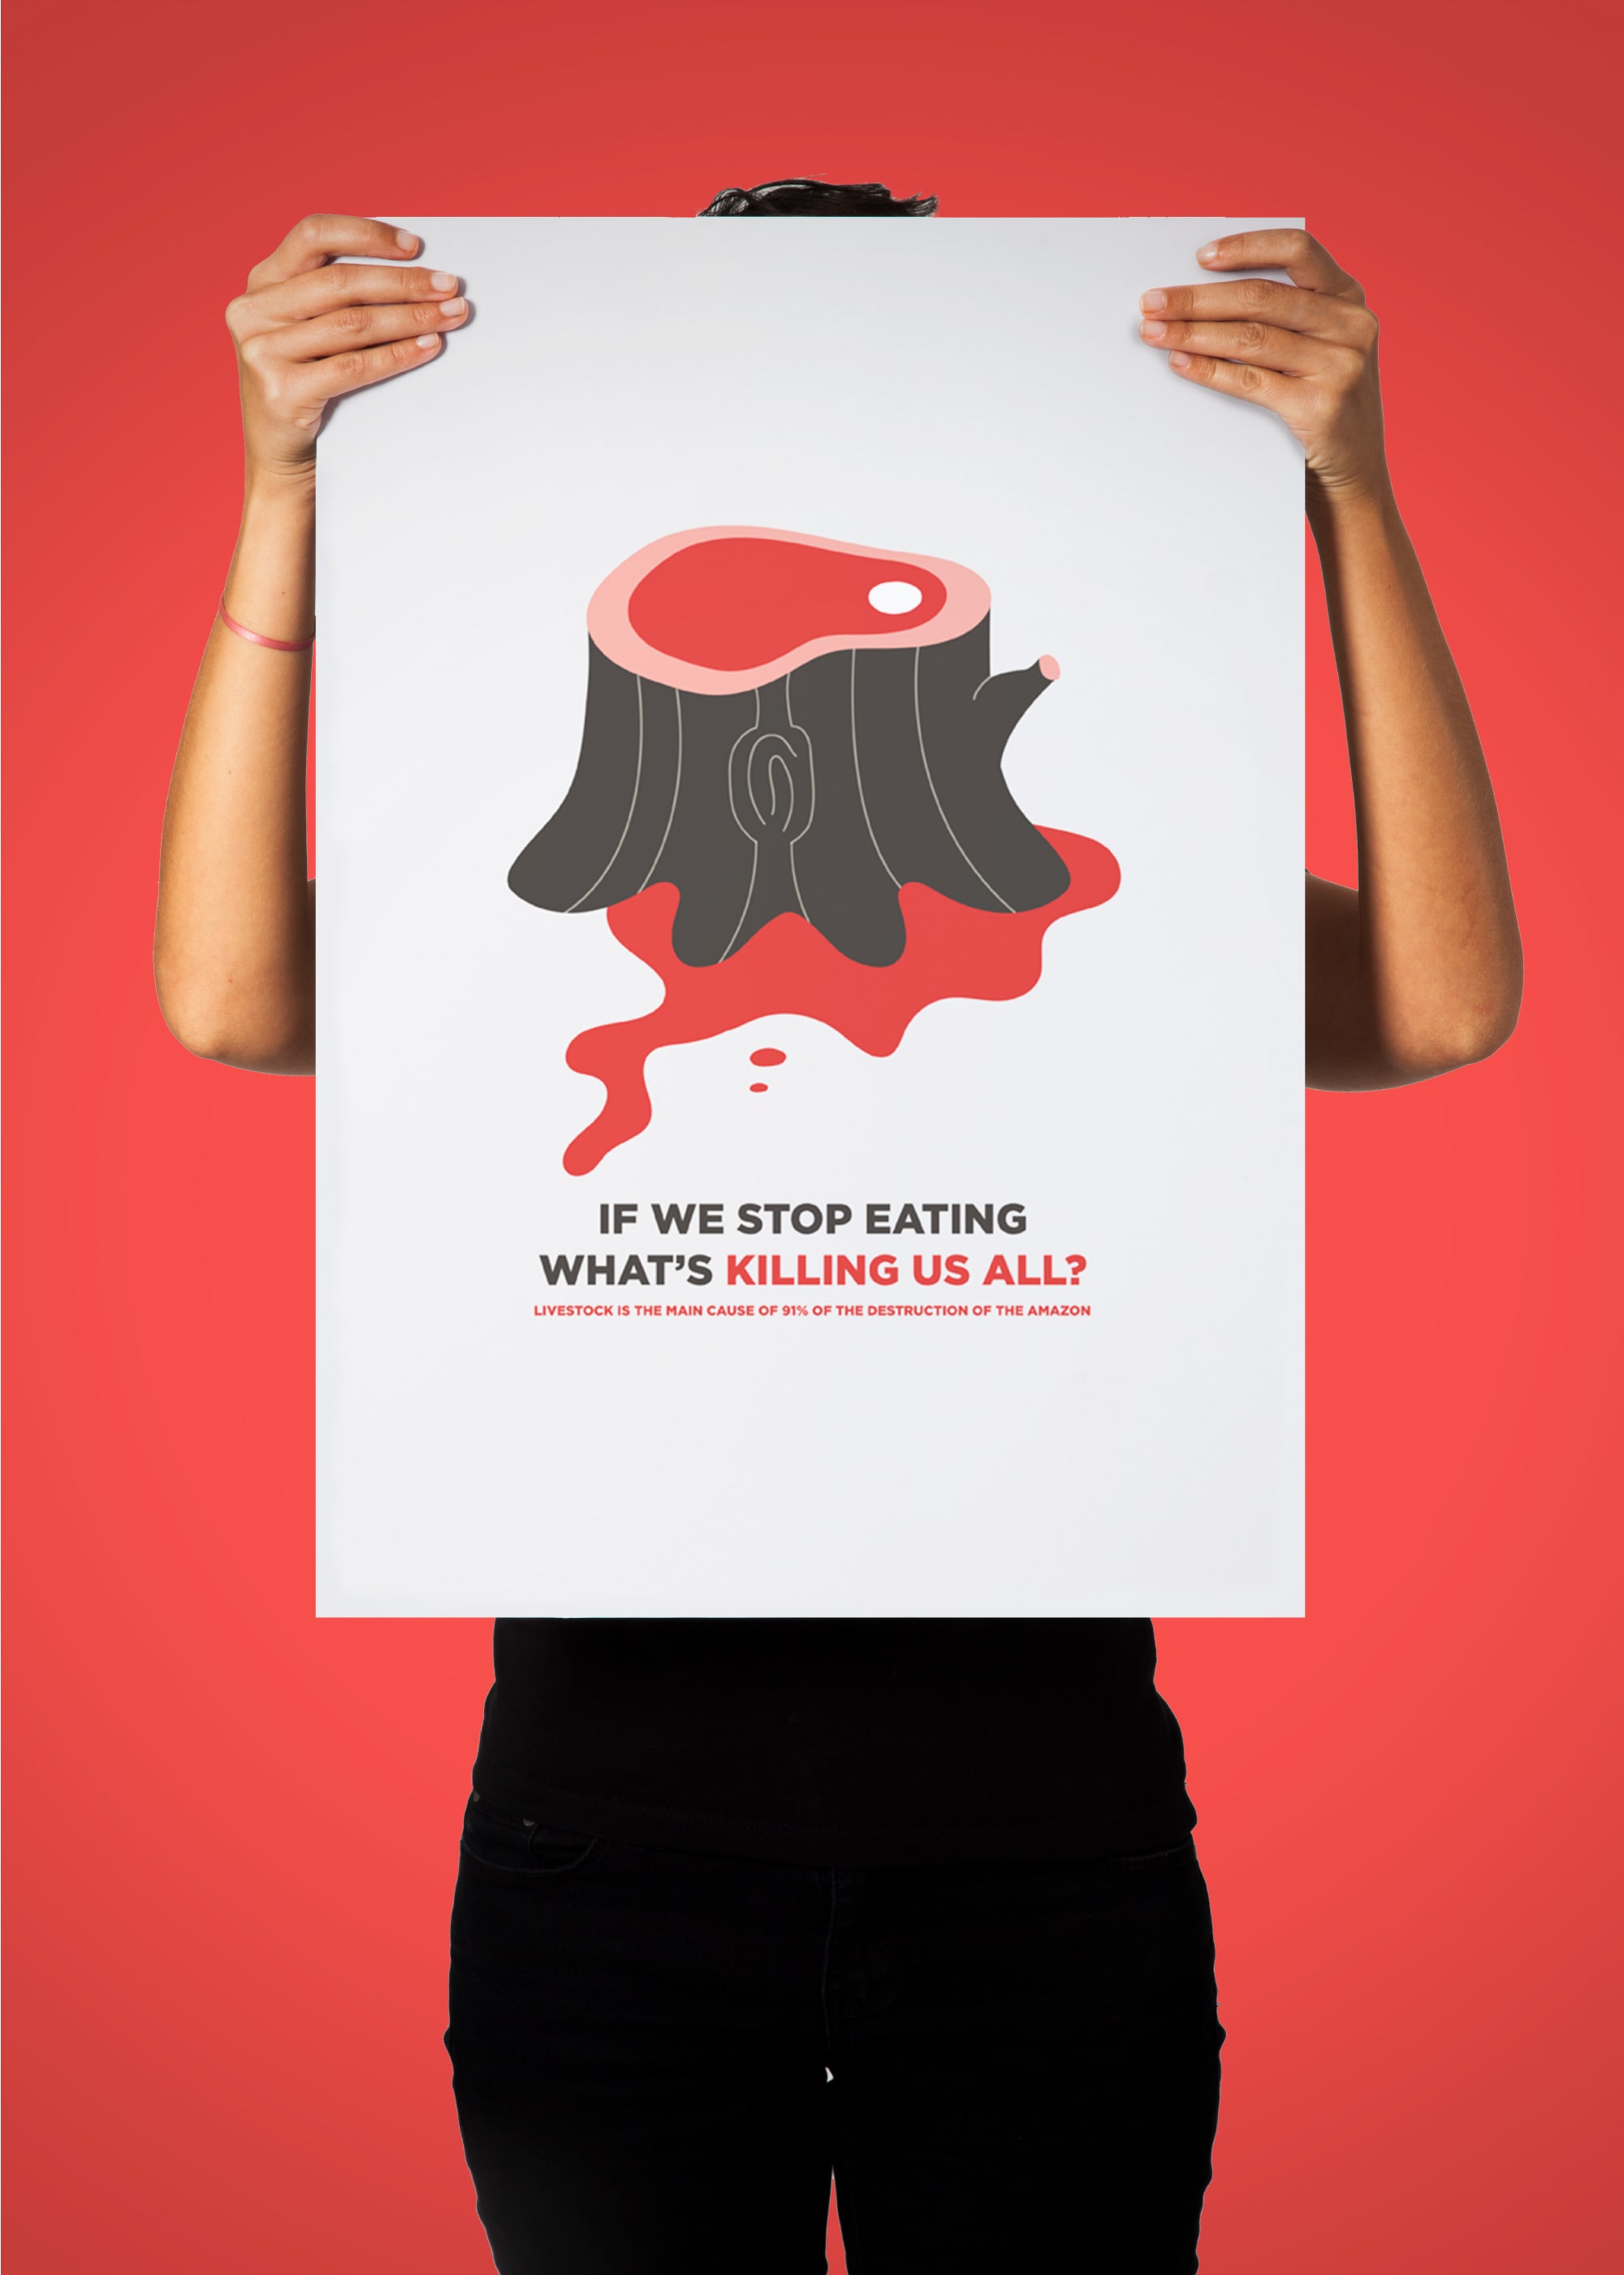 IF WE STOP EATING
WHAT'S KILLING US ALL?
LIVESTOCK IS THE MAIN CAUSE OF 91% OF THE DESTRUCTION OF THE AMAZON